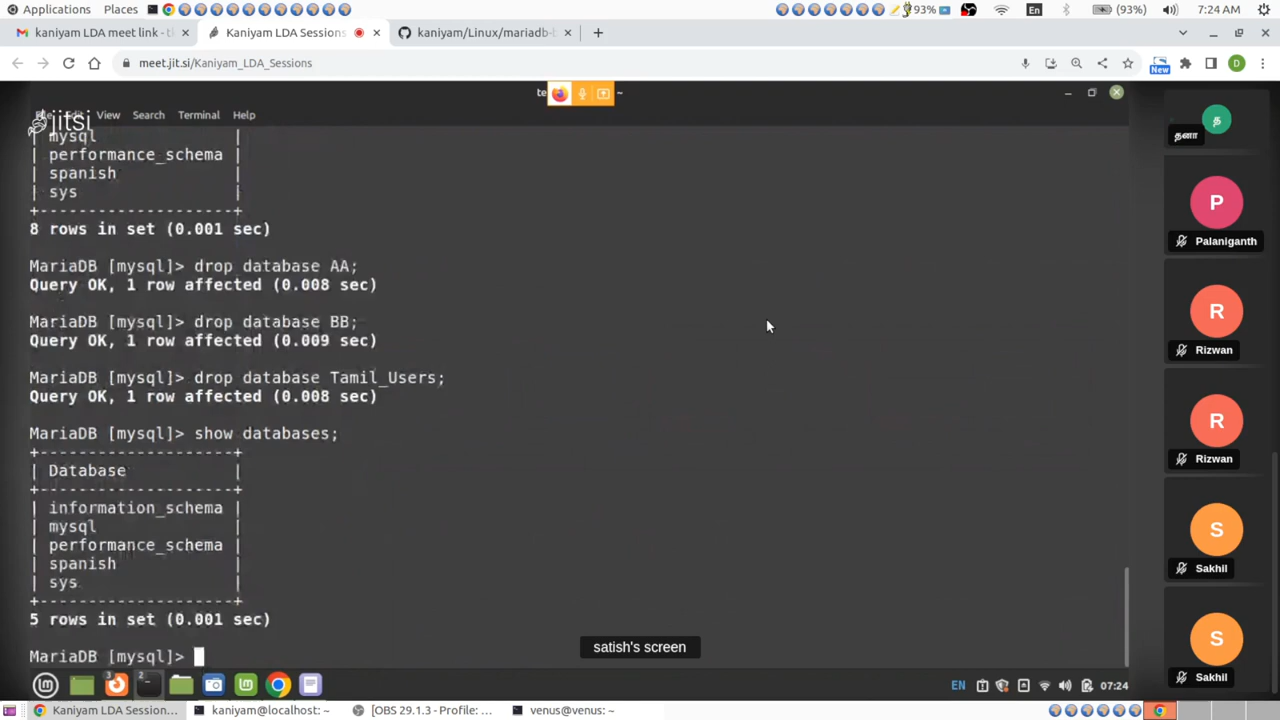 Applications Places 93% En (93%) 7:24 AM
kaniyam LDA meet link - t Kaniyam LDA Sessions kaniyam/Linux/mariadb-
meet.jit.si/Kaniyam_LDA_Sessions New D
te ~
jitsi View Search Terminal Help
| mysql |
| performance_schema |
| spanish |
| sys |
+--------------------+
8 rows in set (0.001 sec)
MariaDB [mysql]> drop database AA;
Query OK, 1 row affected (0.008 sec)
MariaDB [mysql]> drop database BB;
Query OK, 1 row affected (0.009 sec)
MariaDB [mysql]> drop database Tamil_Users;
Query OK, 1 row affected (0.008 sec)
MariaDB [mysql]> show databases;
+--------------------+
| Database |
+--------------------+
| information_schema |
| mysql |
| performance_schema |
| spanish |
| sys |
+--------------------+
5 rows in set (0.001 sec)
MariaDB [mysql]>
satish's screen
த
தனா
P
Palaniganth
R
Rizwan
R
Rizwan
S
Sakhil
S
Sakhil
3 2 EN 07:24
Kaniyam LDA Session... kaniyam@localhost: ~ [OBS 29.1.3 - Profile: ... venus@venus: ~